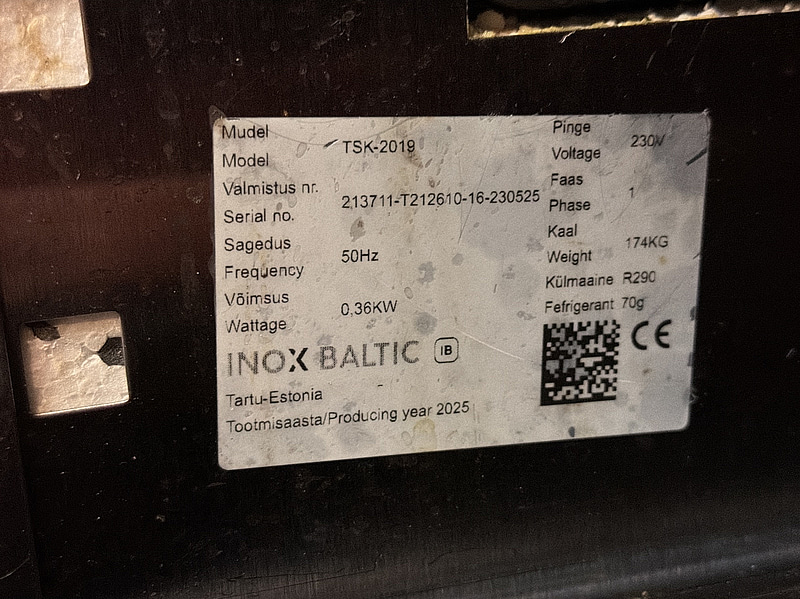 Mudel
Model
TSK-2019
Valmistus nr.
Serial no.
213711-T212610-16-230525
Sagedus
Frequency
50Hz
Võimsus
Wattage
0,36KW
INOX BALTIC IB
Tartu-Estonia
Tootmisaasta/Producing year 2025
Pinge
Voltage
230V
Faas
Phase
1
Kaal
Weight
174KG
Külmaaine R290
Fefrigerant 70g
CE